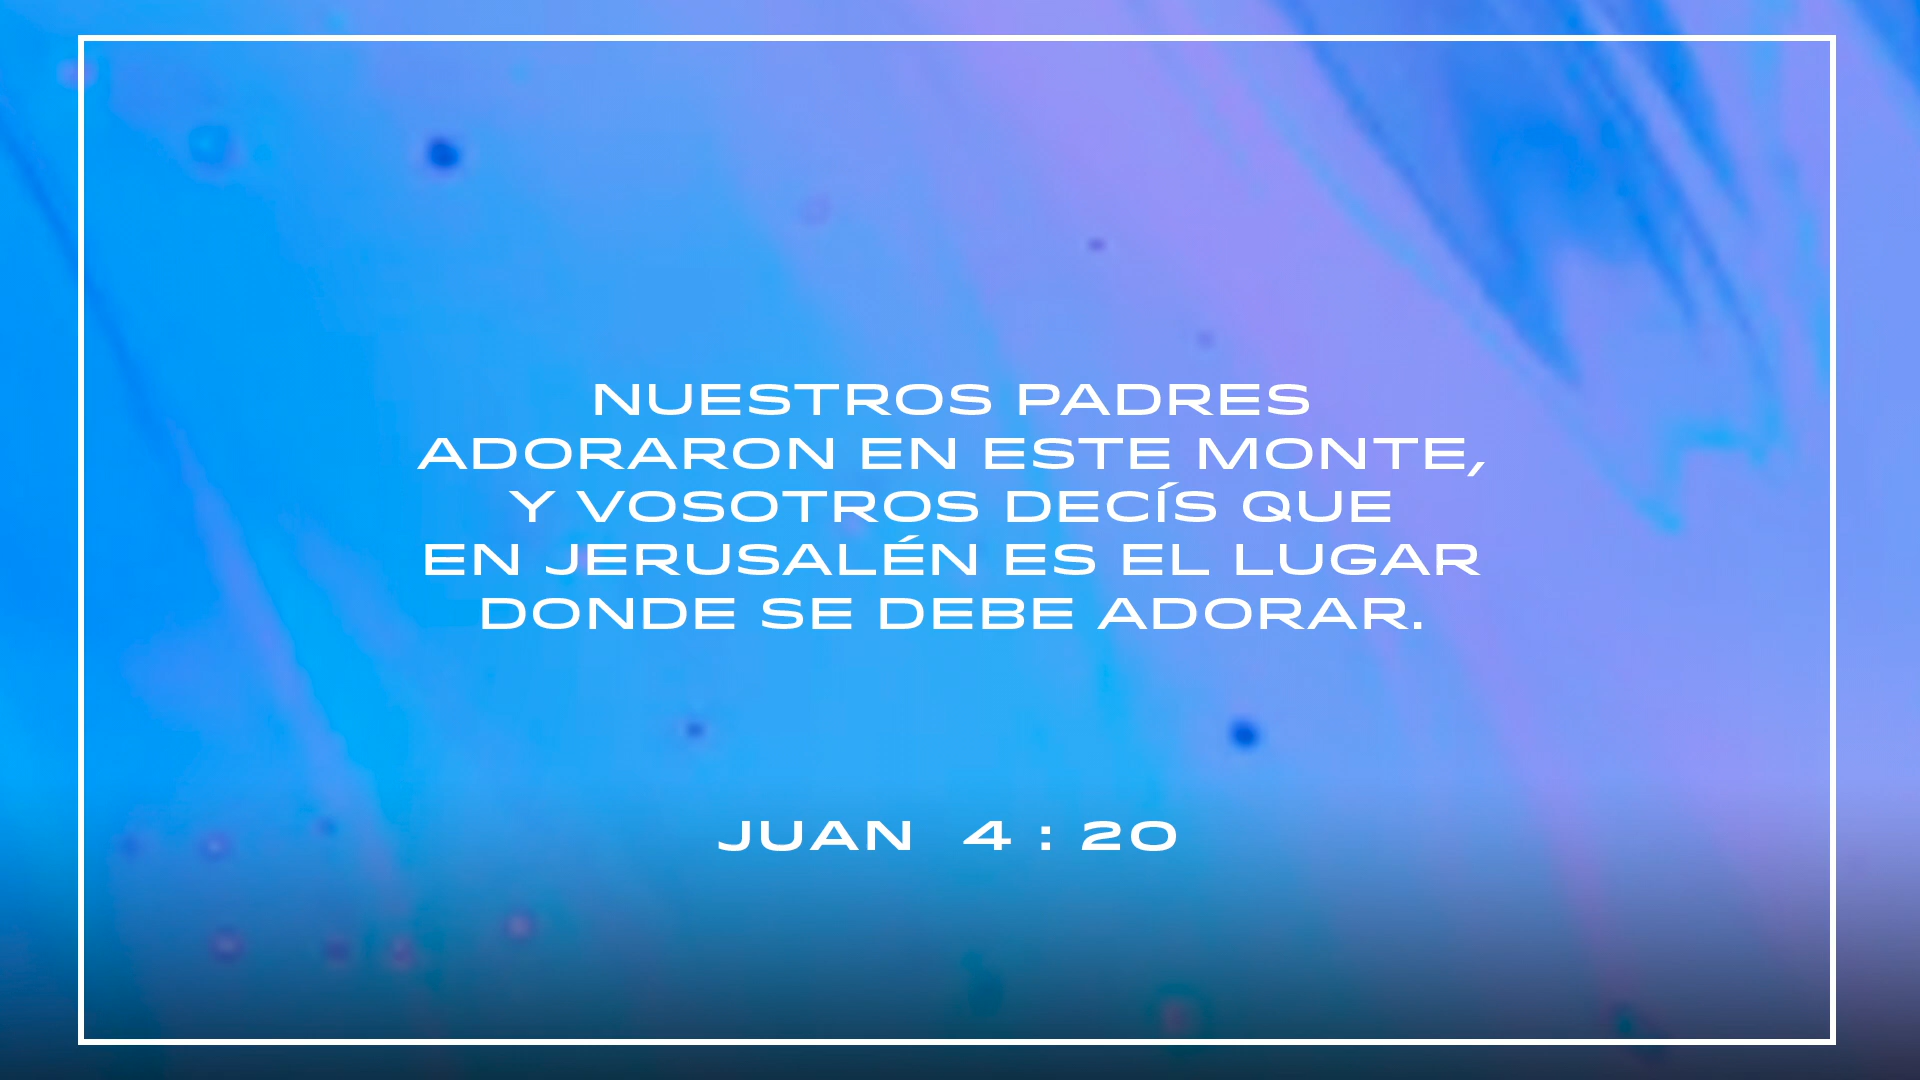 NUESTROS PADRES
ADORARON EN ESTE MONTE,
Y VOSOTROS DECÍS QUE
EN JERUSALÉN ES EL LUGAR
DONDE SE DEBE ADORAR.
JUAN 4 : 20